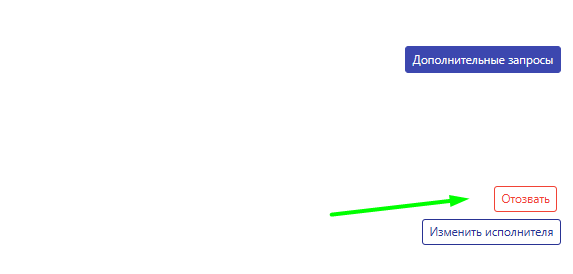 Дополнительные запросы
Отозвать
Изменить исполнителя